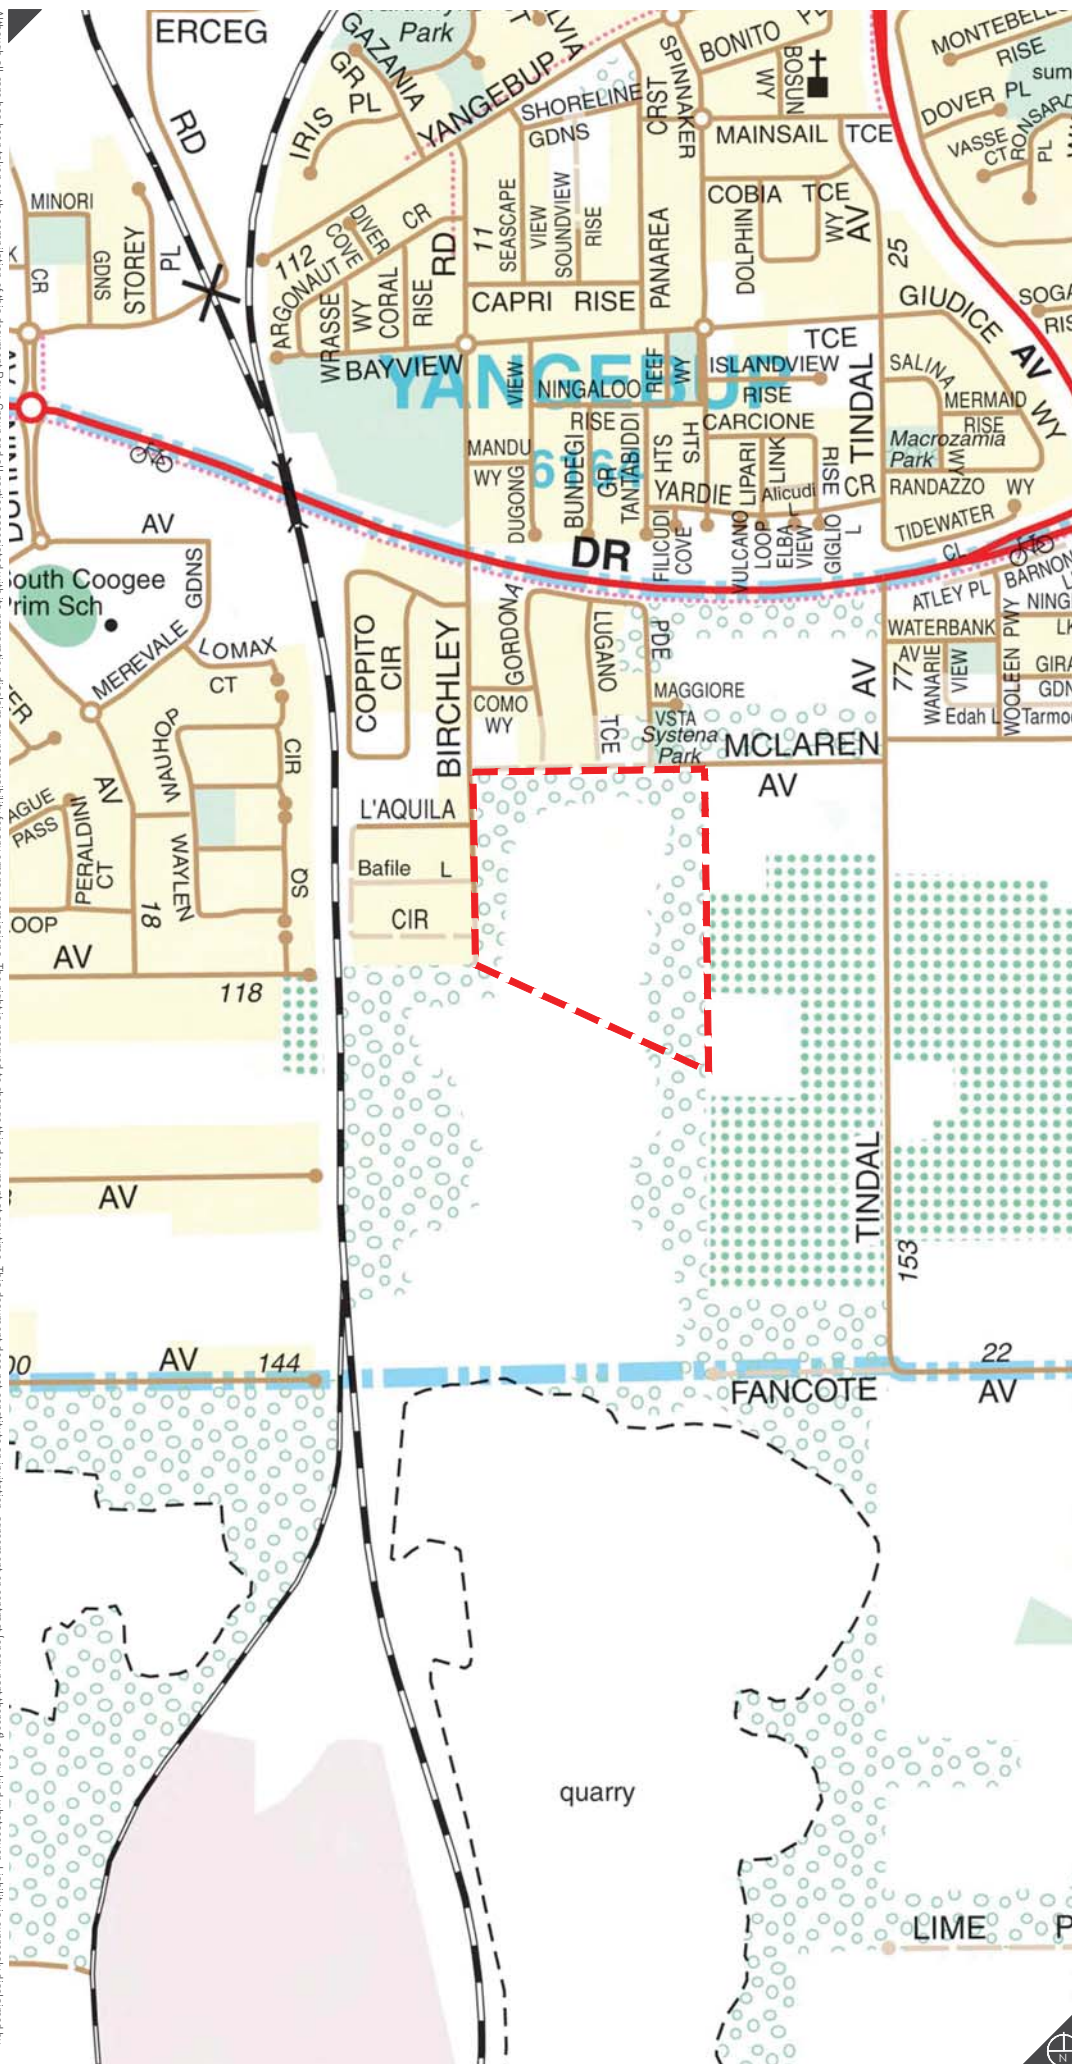 ERCEG
RD
GAZANIA
GR
Park
IRIS
PL
YANGEBUP
SHORELINE
GDNS
CRST
SPINNAKER
BONITO
BOSUN
WY
MAINSAIL
TCE
MONTEBELLO
RISE
DOVER PL
VASSE
CT
RONSARD
PL
MINORI
CR
GDNS
STOREY
PL
112
DIVER
COVE
CR
ARGONAUT
WRASSE
WY
CORAL
RISE
RD
11
SEASCAPE
VIEW
SOUNDVIEW
RISE
PANAREA
COBIA
TCE
DOLPHIN
WY
AV
25
CAPRI RISE
GIUDICE
AV
BAYVIEW
TCE
YANGEBUP
6164
VIEW
NINGALOO
RISE
REEF
WY
ISLANDVIEW
RISE
CARCIONE
TINDAL
SALINA
MERMAID
RISE
WY
WY
Macrozamia
Park
MANDU
WY
DUGONG
BUNDEGI
GR
TANTABIDDI
HTS
HTS
YARDIE
LIPARI
LINK
Alicudi
L
RISE
CR
RANDAZZO
WY
TIDEWATER
CL
FILICUDI
COVE
VULCANO
LOOP
ELBA
VIEW
GIGLIO
L
DR
AV
South Coogee
Prim Sch
GDNS
MEREVALE
LOMAX
CT
COPPITO
CIR
BIRCHLEY
GORDONA
LUGANO
TCE
PDE
COMO
WY
MAGGIORE
VSTA
Systena
Park
MCLAREN
AV
AV
77
ATLEY PL
WATERBANK
AV
WANARIE
VIEW
Edah L
WOOLEEN PWY
WAUHOP
CIR
AV
PASS
PERALDINI
CT
18
WAYLEN
QS
LOOP
AV
118
L'AQUILA
Bafile L
CIR
AV
TINDAL
153
AV
144
22
FANCOTE
AV
quarry
LIME
N